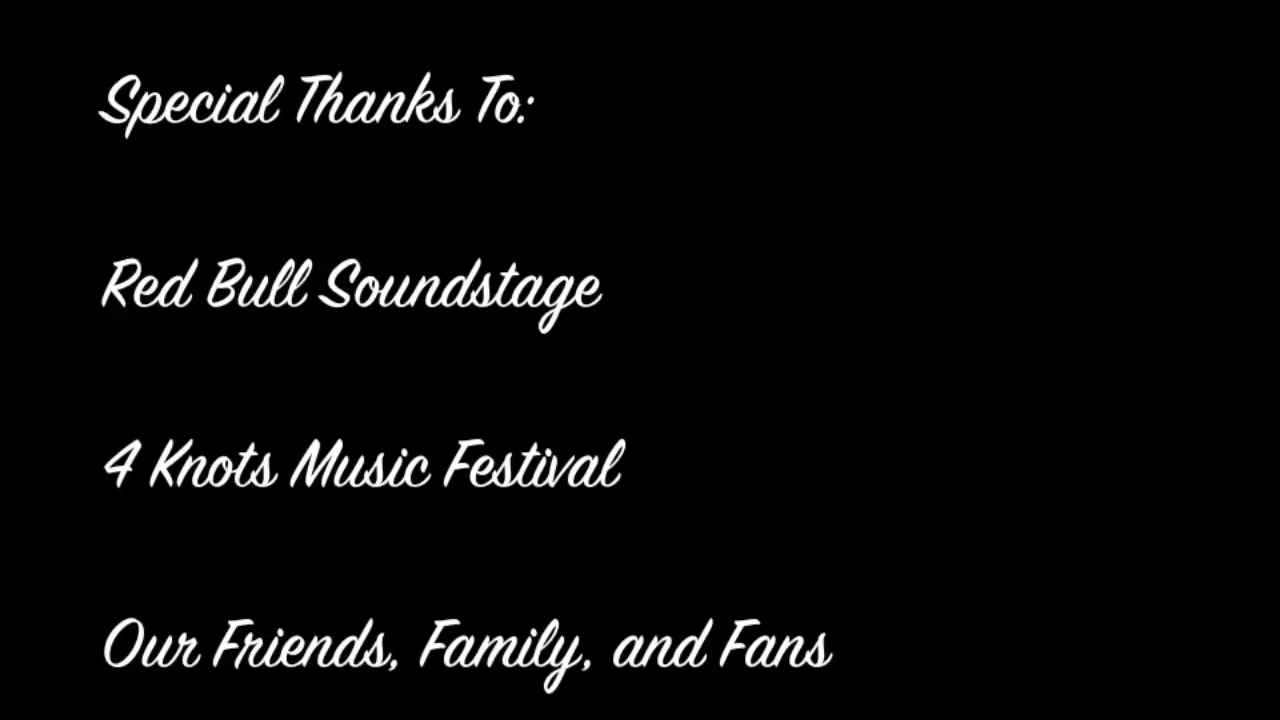 Special Thanks To:
Red Bull Soundstage
4 Knots Music Festival
Our Friends, Family, and Fans